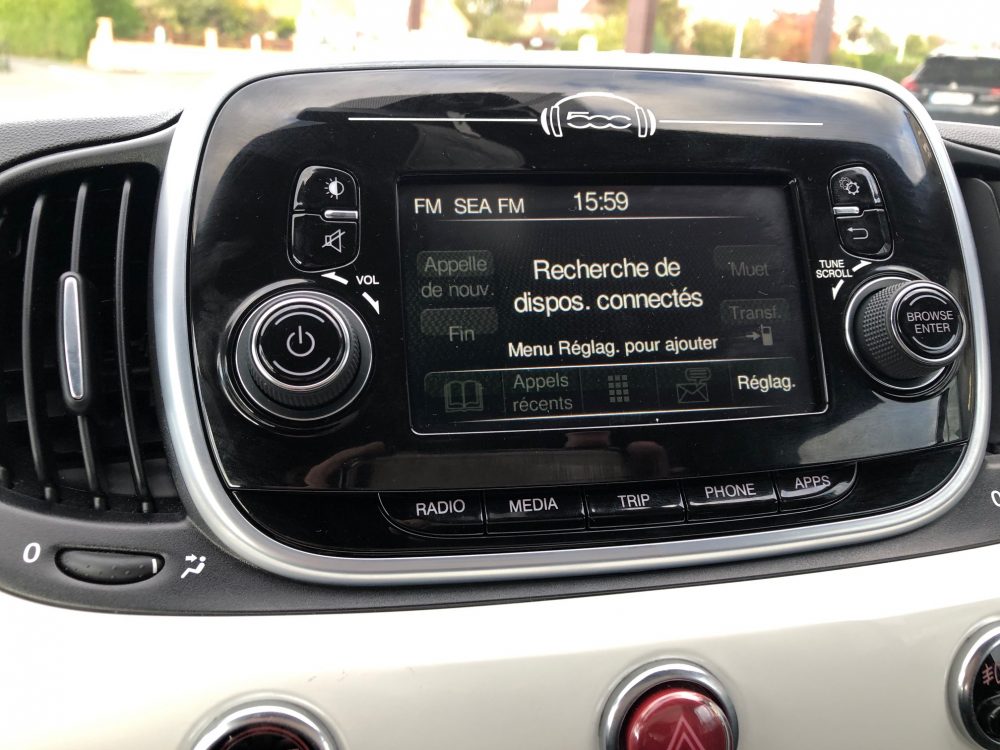 500
FM SEA FM 15:59
VOL
TUNE
SCROLL
Appelle
de nouv.
Recherche de
dispos. connectés
Muet
Fin
Transf.
Menu Réglag. pour ajouter
Appels
récents
Réglag.
BROWSE
ENTER
RADIO MEDIA TRIP PHONE APPS
0
0